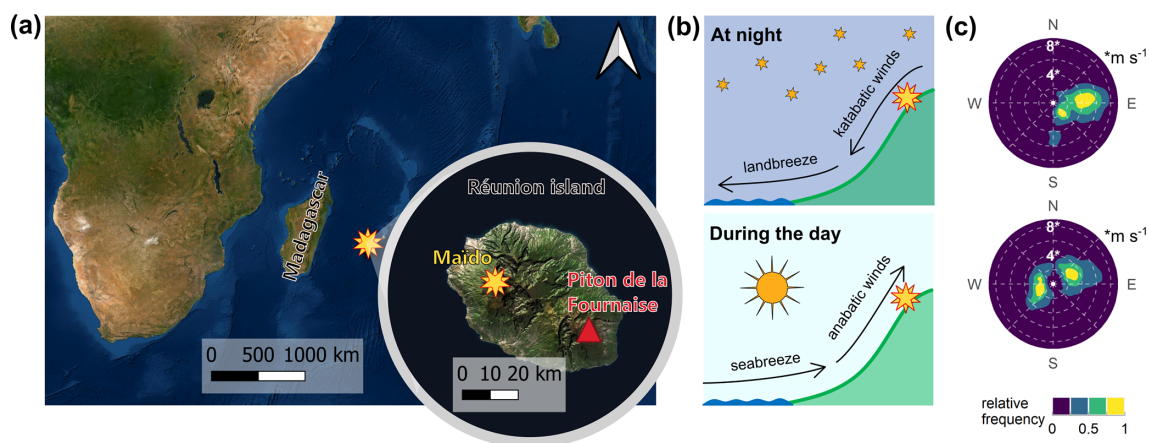 (a)
Madagascar
Réunion island
Maïdo
Piton de la
Fournaise
0 500 1000 km
0 10 20 km
(b)
At night
katabatic winds
landbreeze
During the day
anabatic winds
seabreeze
(c)
N
8*
*m s⁻¹
4*
W
E
S
N
8*
*m s⁻¹
4*
W
E
S
relative
frequency
0 0.5 1